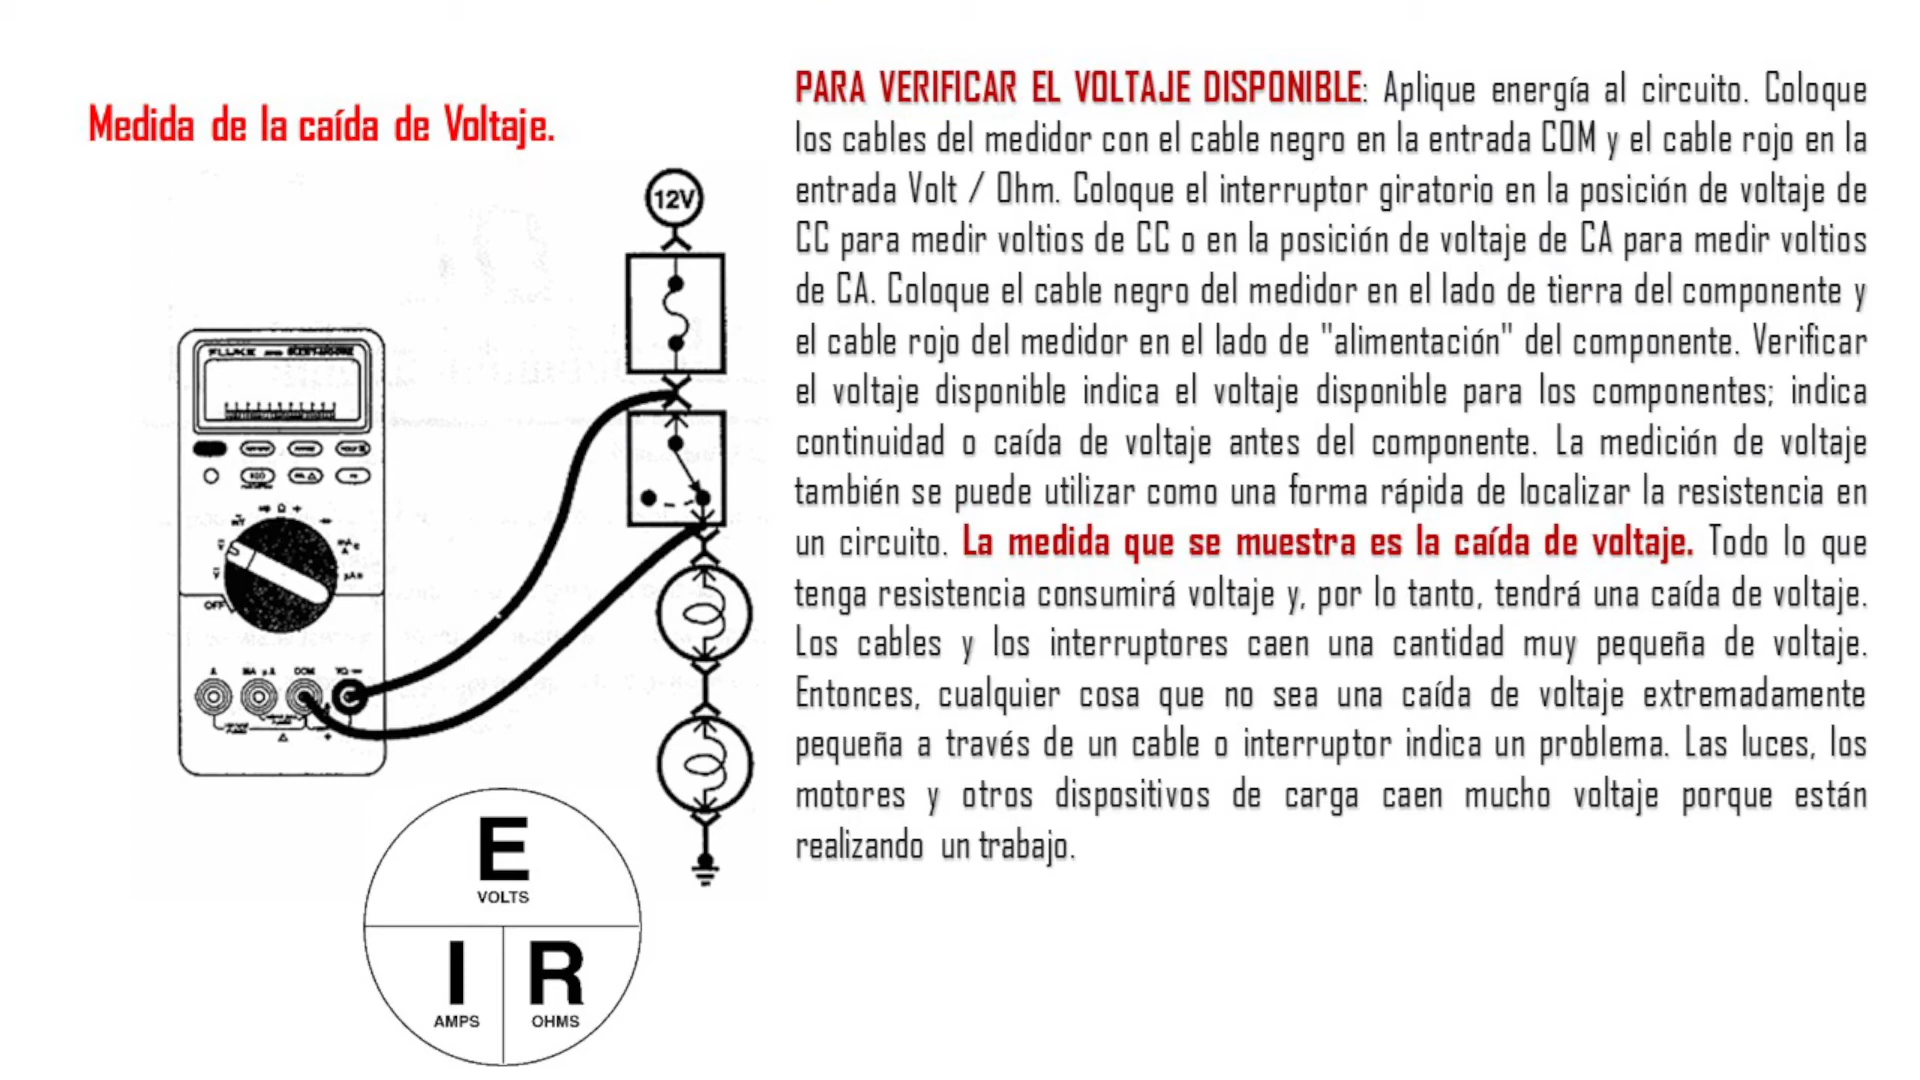 Medida de la caída de Voltaje.
PARA VERIFICAR EL VOLTAJE DISPONIBLE: Aplique energía al circuito. Coloque
los cables del medidor con el cable negro en la entrada COM y el cable rojo en la
entrada Volt / Ohm. Coloque el interruptor giratorio en la posición de voltaje de
CC para medir voltios de CC o en la posición de voltaje de CA para medir voltios
de CA. Coloque el cable negro del medidor en el lado de tierra del componente y
el cable rojo del medidor en el lado de "alimentación" del componente. Verificar
el voltaje disponible indica el voltaje disponible para los componentes; indica
continuidad o caída de voltaje antes del componente. La medición de voltaje
también se puede utilizar como una forma rápida de localizar la resistencia en
un circuito. La medida que se muestra es la caída de voltaje. Todo lo que
tenga resistencia consumirá voltaje y, por lo tanto, tendrá una caída de voltaje.
Los cables y los interruptores caen una cantidad muy pequeña de voltaje.
Entonces, cualquier cosa que no sea una caída de voltaje extremadamente
pequeña a través de un cable o interruptor indica un problema. Las luces, los
motores y otros dispositivos de carga caen mucho voltaje porque están
realizando un trabajo.
12V
FLUKE
OFF
A
COM
E
VOLTS
I
AMPS
R
OHMS